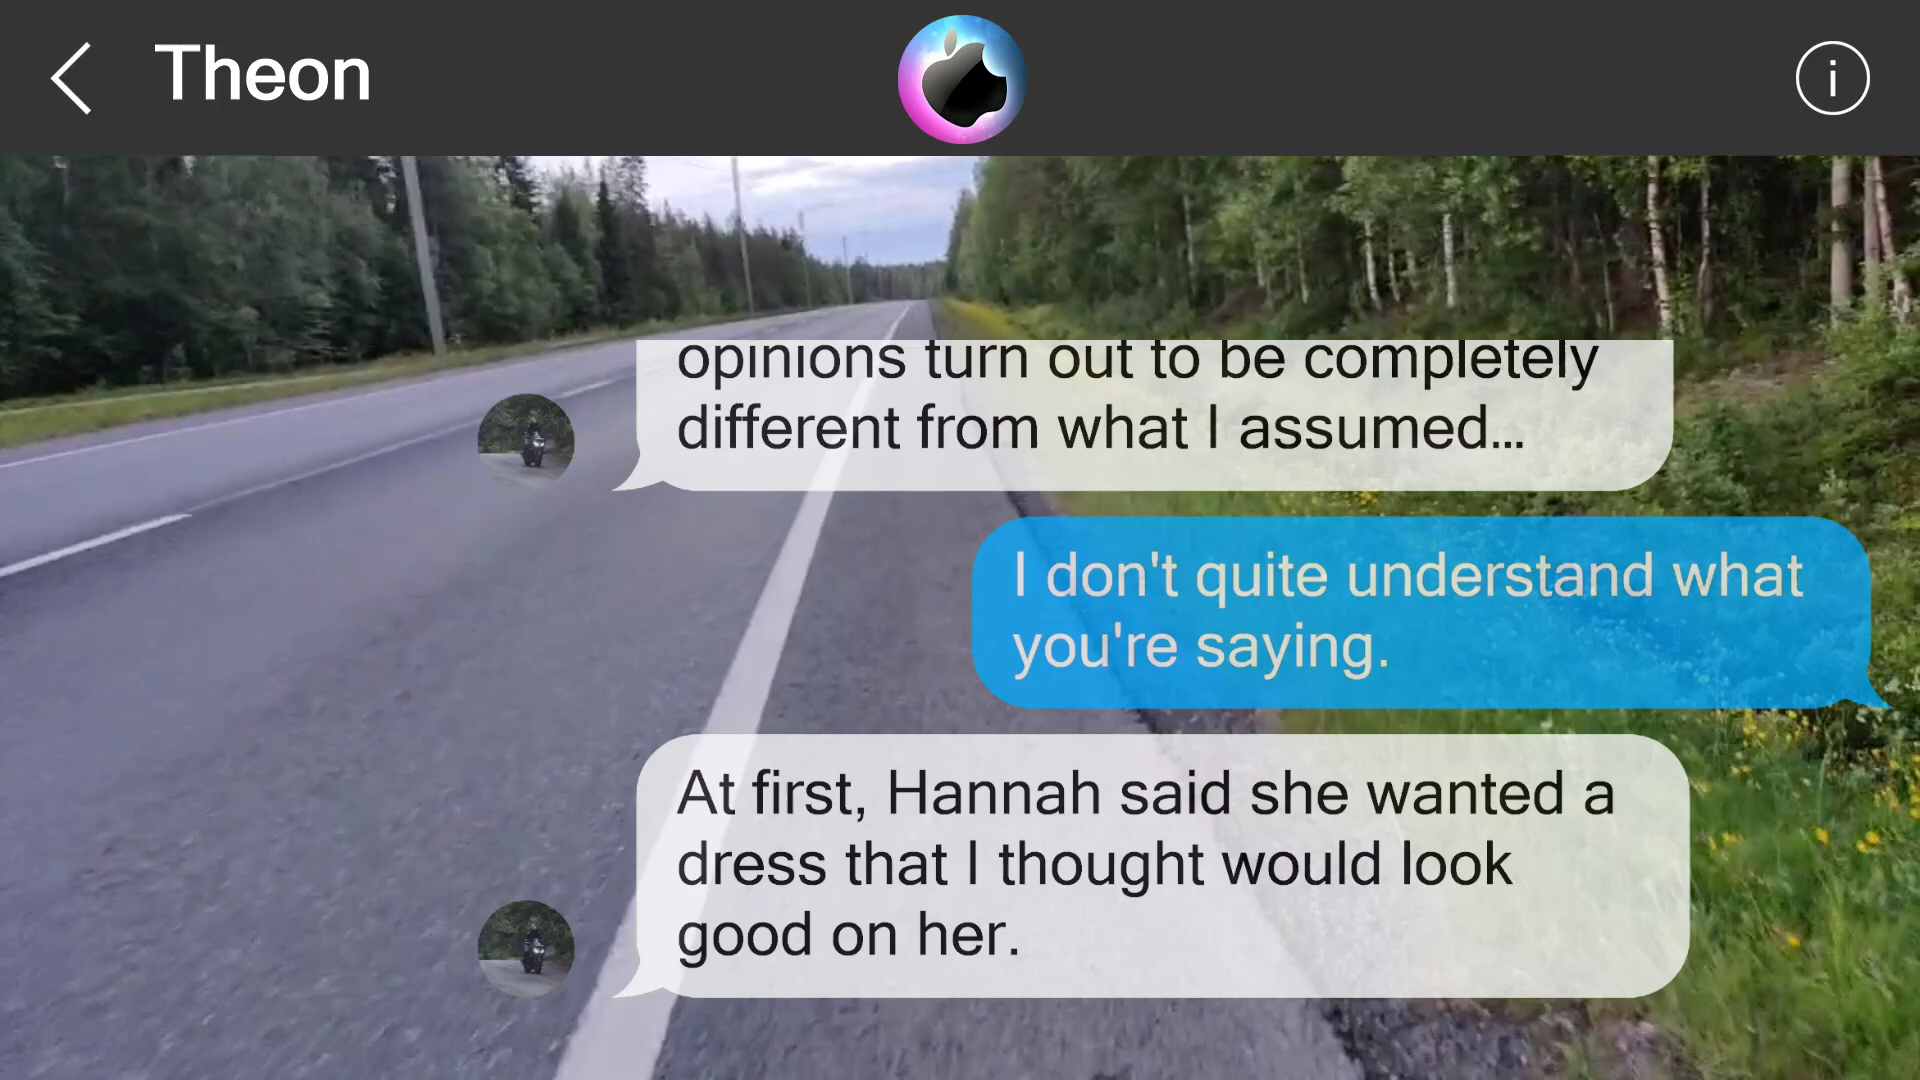 Theon
i
opinions turn out to be completely
different from what I assumed...
I don't quite understand what
you're saying.
At first, Hannah said she wanted a
dress that I thought would look
good on her.